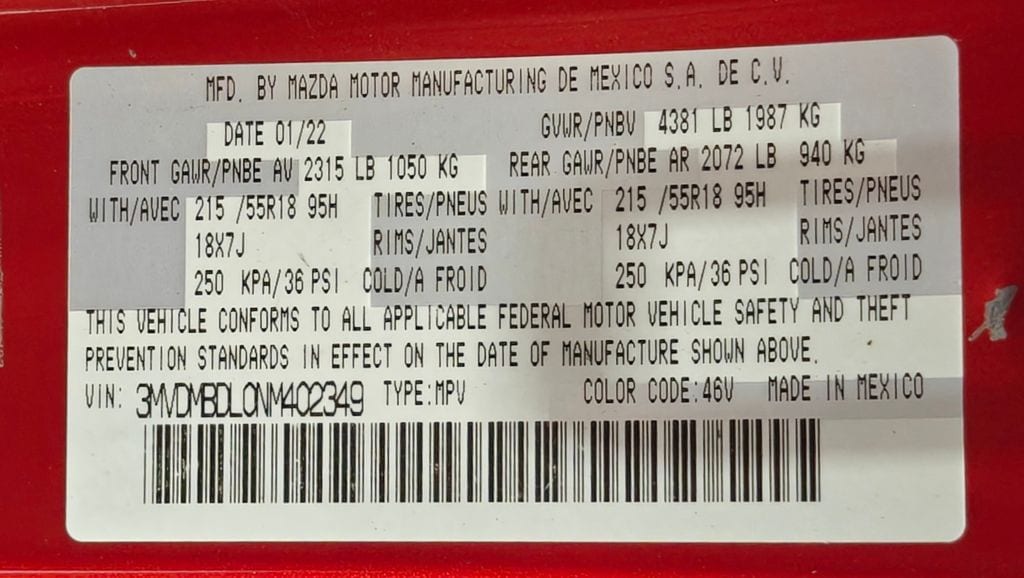 MFD. BY MAZDA MOTOR MANUFACTURING DE MEXICO S.A. DE C.V.
DATE 01/22 GVWR/PNBV 4381 LB 1987 KG
FRONT GAWR/PNBE AV 2315 LB 1050 KG REAR GAWR/PNBE AR 2072 LB 940 KG
WITH/AVEC 215 /55R18 95H TIRES/PNEUS WITH/AVEC 215 /55R18 95H TIRES/PNEUS
18X7J RIMS/JANTES 18X7J RIMS/JANTES
250 KPA/36 PSI COLD/A FROID 250 KPA/36 PSI COLD/A FROID
THIS VEHICLE CONFORMS TO ALL APPLICABLE FEDERAL MOTOR VEHICLE SAFETY AND THEFT
PREVENTION STANDARDS IN EFFECT ON THE DATE OF MANUFACTURE SHOWN ABOVE.
VIN: 3MVDMBDL0NM402349 TYPE:MPV COLOR CODE:46V MADE IN MEXICO